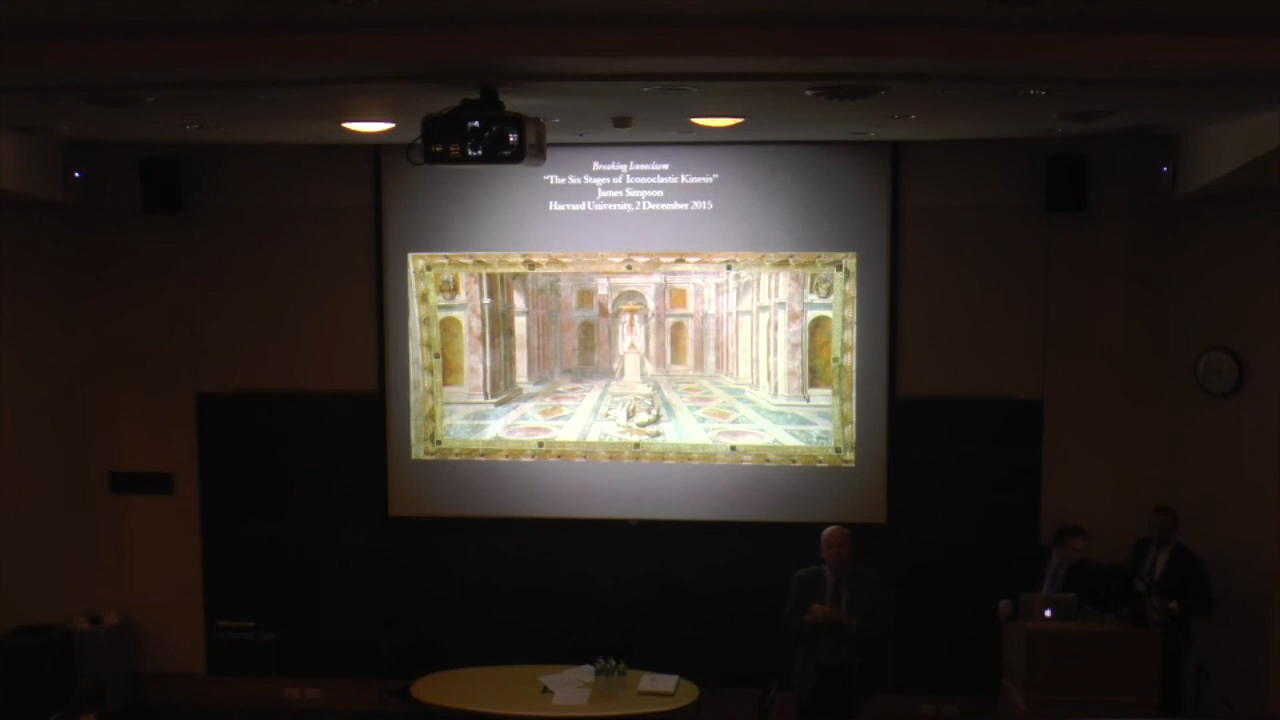 Breaking Iconoclasm
“The Six Stages of Iconoclastic Kinesis”
James Simpson
Harvard University, 2 December 2015